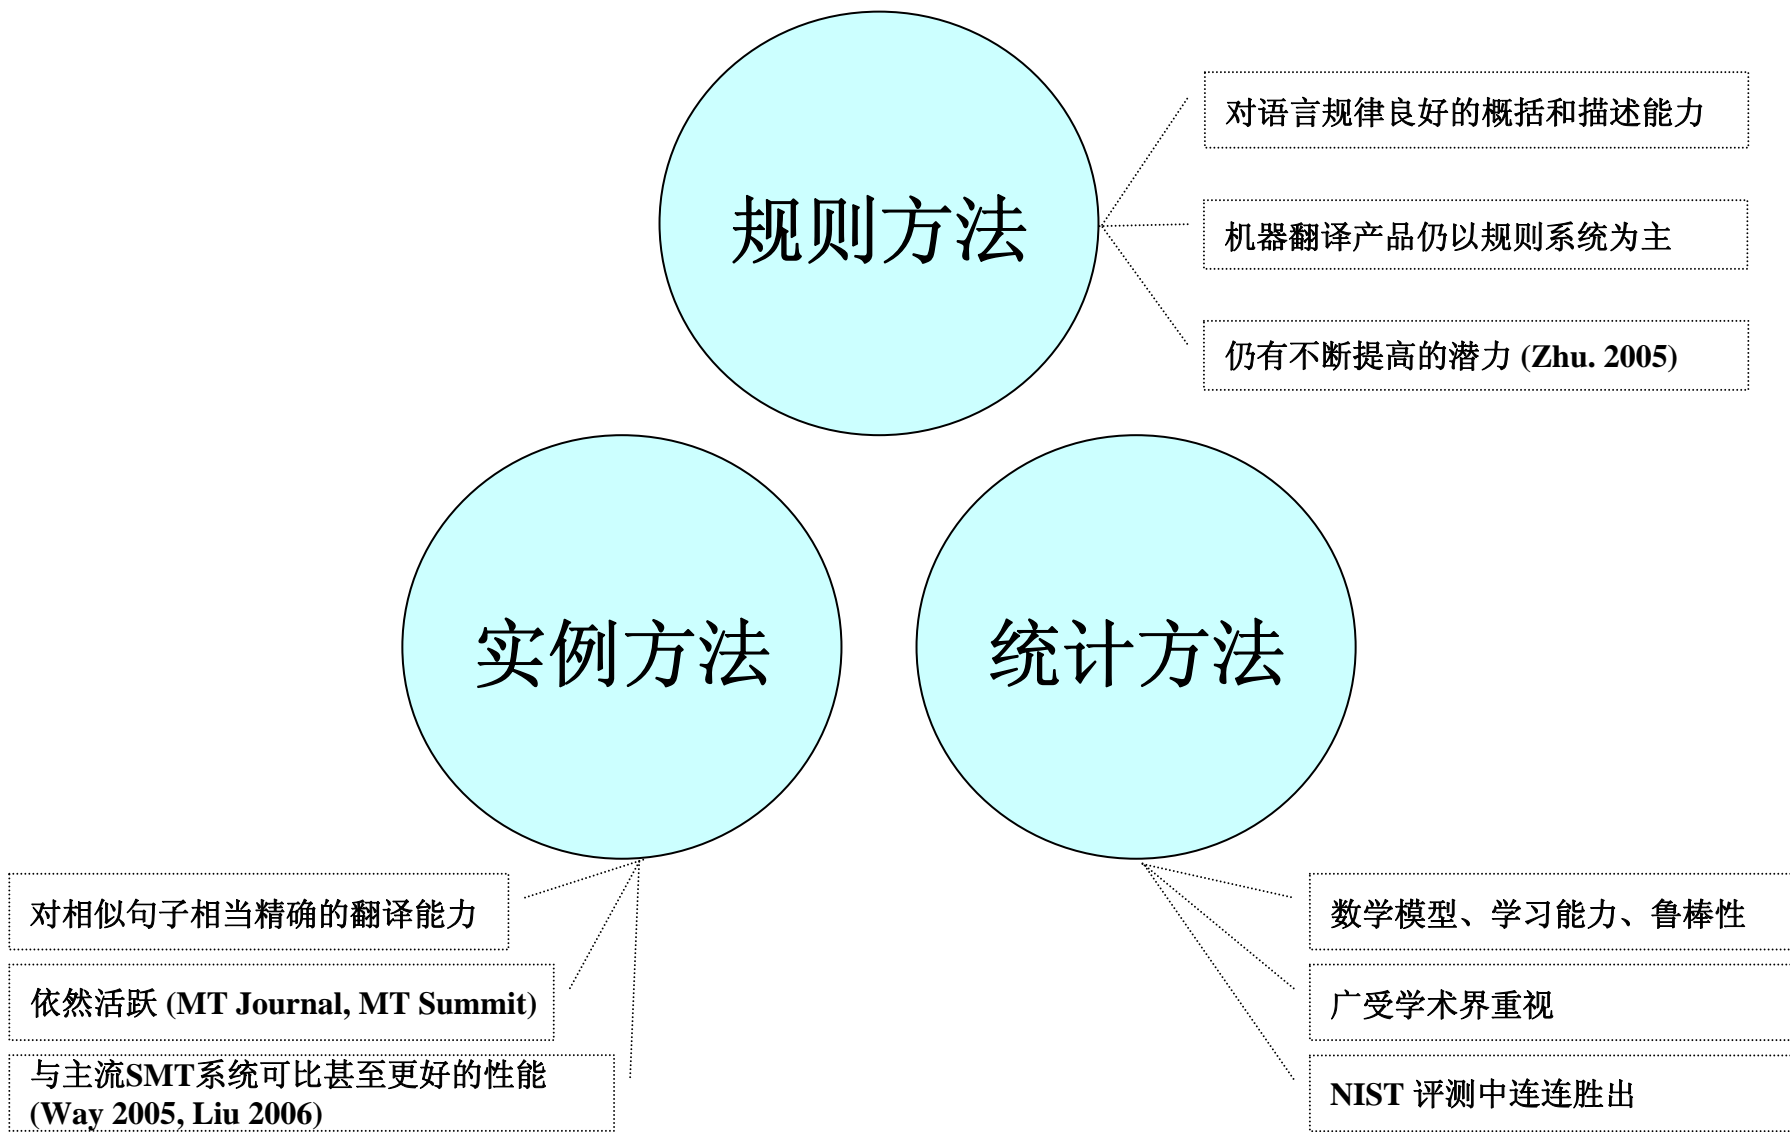 规则方法
对语言规律良好的概括和描述能力
机器翻译产品仍以规则系统为主
仍有不断提高的潜力 (Zhu. 2005)
实例方法
对相似句子相当精确的翻译能力
依然活跃 (MT Journal, MT Summit)
与主流SMT系统可比甚至更好的性能
(Way 2005, Liu 2006)
统计方法
数学模型、学习能力、鲁棒性
广受学术界重视
NIST 评测中连连胜出